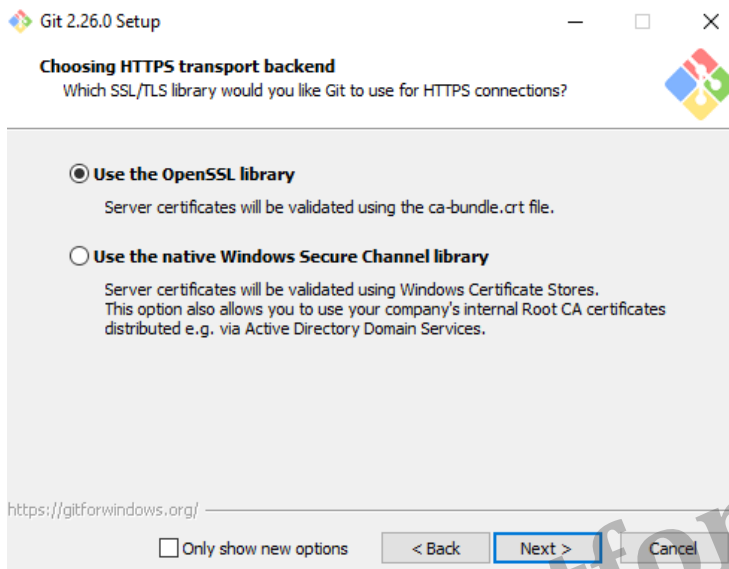 Git 2.26.0 Setup
Choosing HTTPS transport backend
Which SSL/TLS library would you like Git to use for HTTPS connections?
Use the OpenSSL library
Server certificates will be validated using the ca-bundle.crt file.
Use the native Windows Secure Channel library
Server certificates will be validated using Windows Certificate Stores.
This option also allows you to use your company's internal Root CA certificates
distributed e.g. via Active Directory Domain Services.
https://gitforwindows.org/
Only show new options
< Back
Next >
Cancel